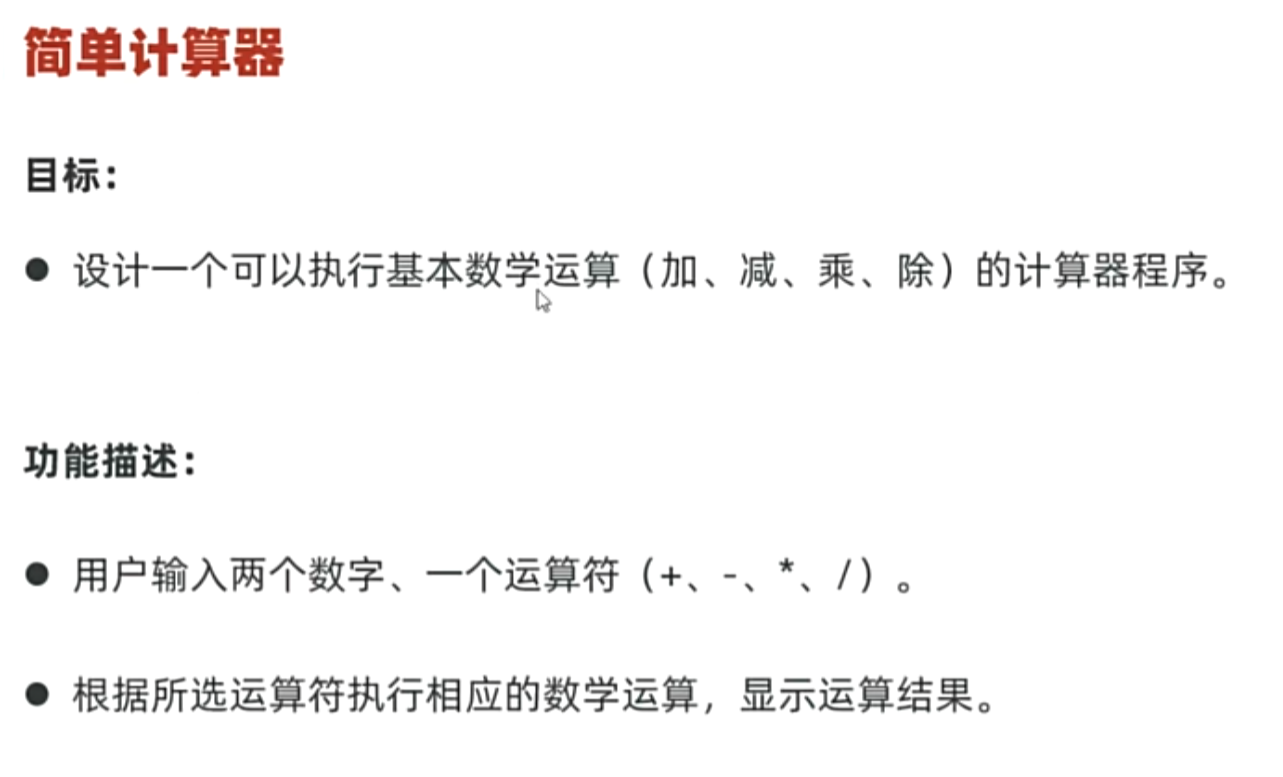 简单计算器
目标：
● 设计一个可以执行基本数学运算（加、减、乘、除）的计算器程序。
功能描述：
● 用户输入两个数字、一个运算符（+、-、*、/）。
● 根据所选运算符执行相应的数学运算，显示运算结果。